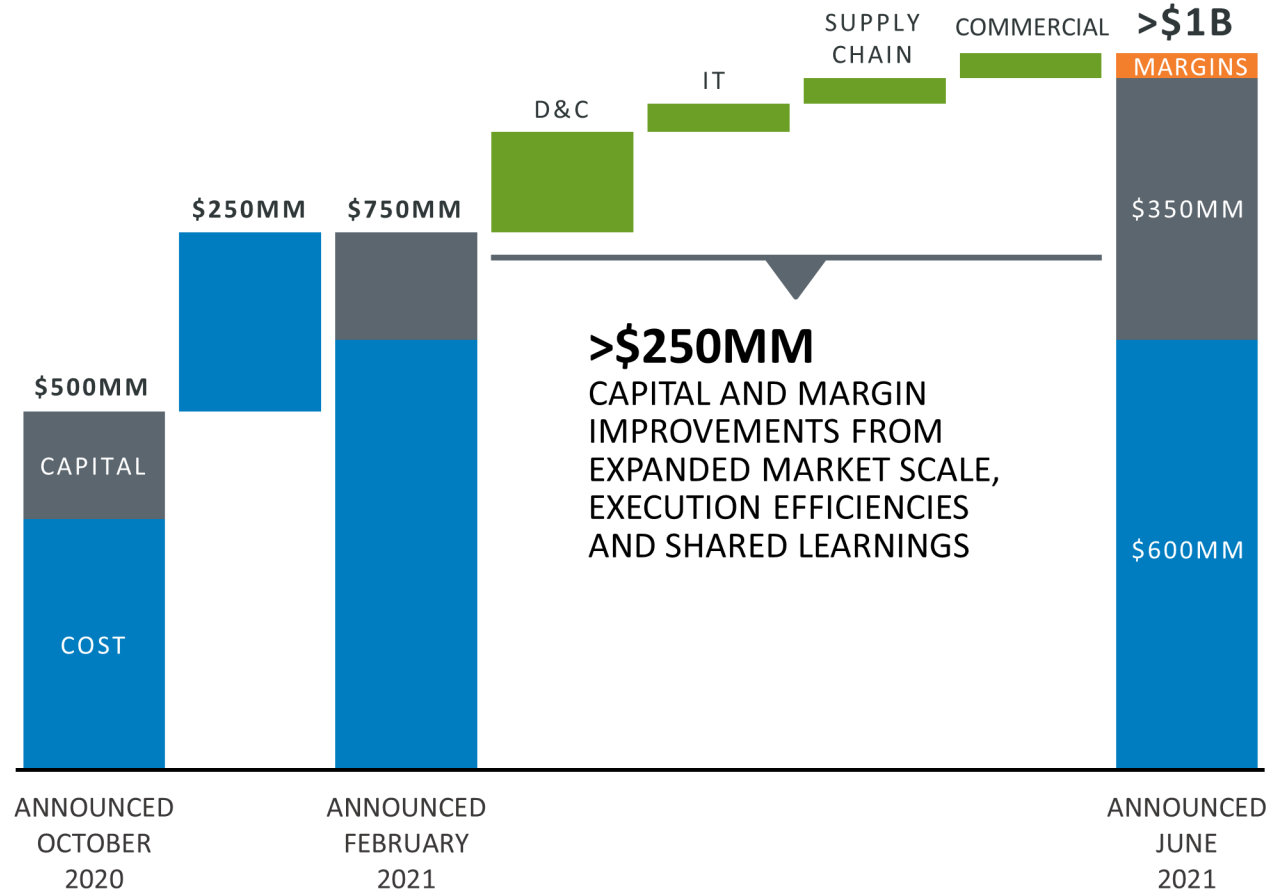 $500MM
CAPITAL
COST
$250MM
$750MM
D&C
IT
SUPPLY
CHAIN
COMMERCIAL
>$1B
MARGINS
$350MM
$600MM
>$250MM
CAPITAL AND MARGIN
IMPROVEMENTS FROM
EXPANDED MARKET SCALE,
EXECUTION EFFICIENCIES
AND SHARED LEARNINGS
ANNOUNCED
OCTOBER
2020
ANNOUNCED
FEBRUARY
2021
ANNOUNCED
JUNE
2021